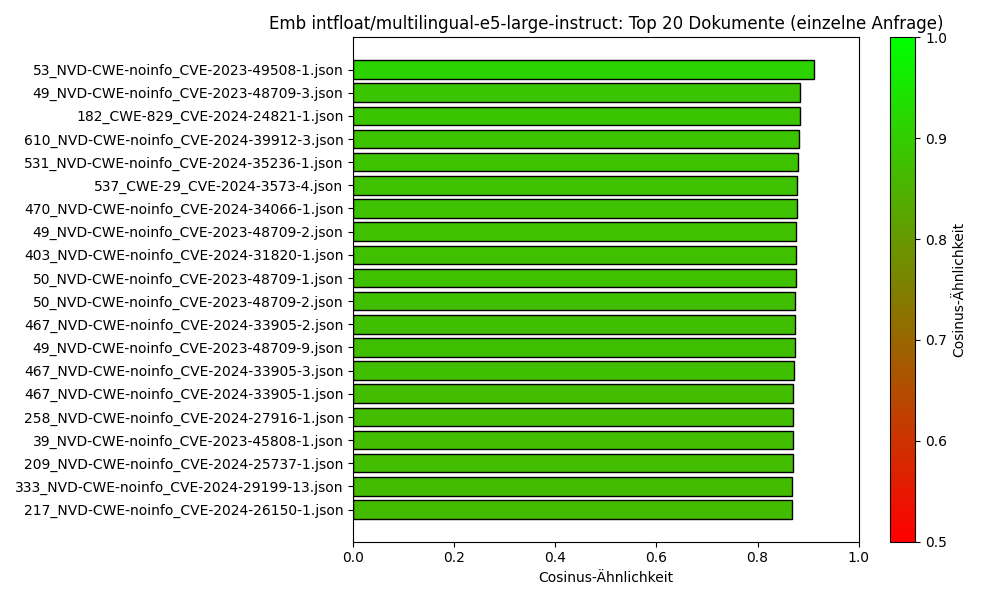 Emb intfloat/multilingual-e5-large-instruct: Top 20 Dokumente (einzelne Anfrage)
53_NVD-CWE-noinfo_CVE-2023-49508-1.json
49_NVD-CWE-noinfo_CVE-2023-48709-3.json
182_CWE-829_CVE-2024-24821-1.json
610_NVD-CWE-noinfo_CVE-2024-39912-3.json
531_NVD-CWE-noinfo_CVE-2024-35236-1.json
537_CWE-29_CVE-2024-3573-4.json
470_NVD-CWE-noinfo_CVE-2024-34066-1.json
49_NVD-CWE-noinfo_CVE-2023-48709-2.json
403_NVD-CWE-noinfo_CVE-2024-31820-1.json
50_NVD-CWE-noinfo_CVE-2023-48709-1.json
50_NVD-CWE-noinfo_CVE-2023-48709-2.json
467_NVD-CWE-noinfo_CVE-2024-33905-2.json
49_NVD-CWE-noinfo_CVE-2023-48709-9.json
467_NVD-CWE-noinfo_CVE-2024-33905-3.json
467_NVD-CWE-noinfo_CVE-2024-33905-1.json
258_NVD-CWE-noinfo_CVE-2024-27916-1.json
39_NVD-CWE-noinfo_CVE-2023-45808-1.json
209_NVD-CWE-noinfo_CVE-2024-25737-1.json
333_NVD-CWE-noinfo_CVE-2024-29199-13.json
217_NVD-CWE-noinfo_CVE-2024-26150-1.json
0.0 0.2 0.4 0.6 0.8 1.0
Cosinus-Ähnlichkeit
1.0
0.9
0.8
0.7
0.6
0.5
Cosinus-Ähnlichkeit